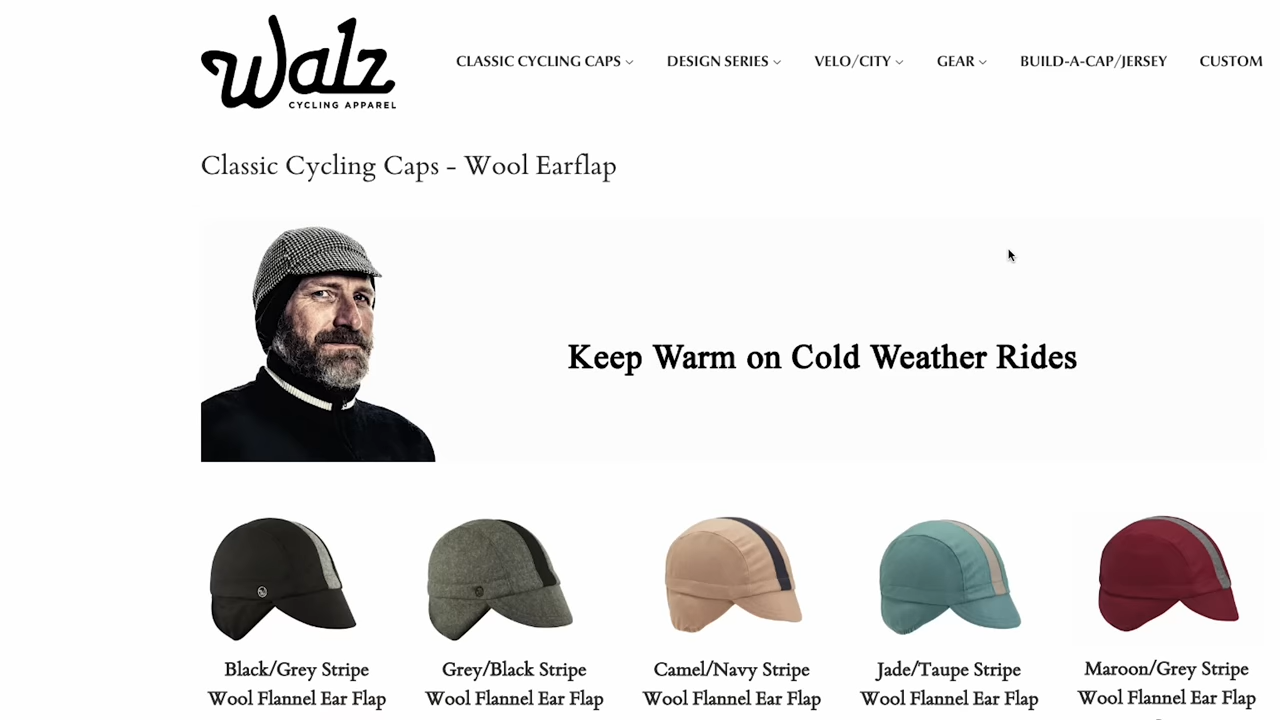 Walz
CYCLING APPAREL
CLASSIC CYCLING CAPS
DESIGN SERIES
VELO/CITY
GEAR
BUILD-A-CAP/JERSEY
CUSTOM
Classic Cycling Caps - Wool Earflap
Keep Warm on Cold Weather Rides
Black/Grey Stripe
Wool Flannel Ear Flap
Grey/Black Stripe
Wool Flannel Ear Flap
Camel/Navy Stripe
Wool Flannel Ear Flap
Jade/Taupe Stripe
Wool Flannel Ear Flap
Maroon/Grey Stripe
Wool Flannel Ear Flap